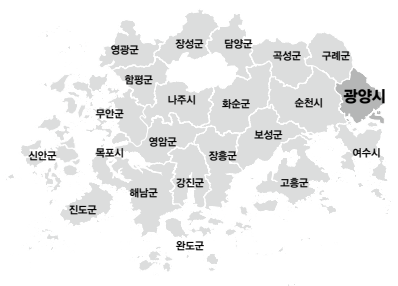 영광군
장성군
담양군
곡성군
구례군
함평군
나주시
화순군
순천시
광양시
무안군
영암군
보성군
신안군
목포시
장흥군
여수시
해남군
강진군
고흥군
진도군
완도군